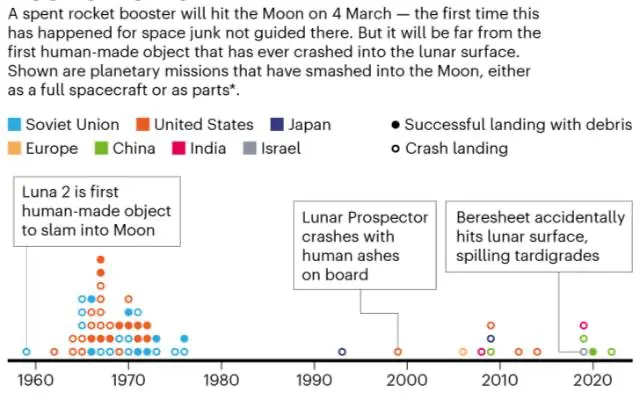 A spent rocket booster will hit the Moon on 4 March — the first time this
has happened for space junk not guided there. But it will be far from the
first human-made object that has ever crashed into the lunar surface.
Shown are planetary missions that have smashed into the Moon, either
as a full spacecraft or as parts*.
Soviet Union United States Japan Successful landing with debris
Europe China India Israel Crash landing
Luna 2 is first
human-made object
to slam into Moon
Lunar Prospector
crashes with
human ashes
on board
Beresheet accidentally
hits lunar surface,
spilling tardigrades
1960 1970 1980 1990 2000 2010 2020